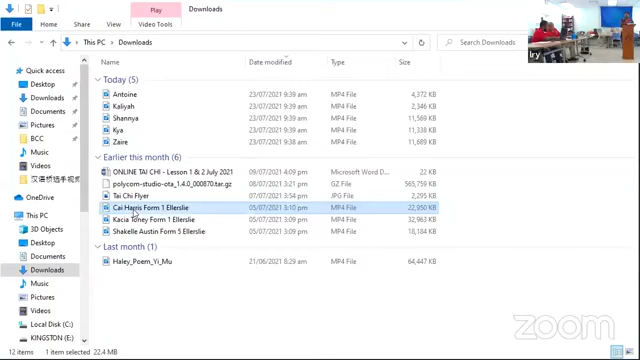 Play
Downloads
File
Home
Share
View
Video Tools
This PC > Downloads
Search Downloads
Name
Date modified
Type
Size
Quick access
Desktop
Downloads
Documents
Pictures
BCC
Music
Videos
汉语桥选手视频
OneDrive
This PC
3D Objects
Desktop
Documents
Downloads
Music
Pictures
Videos
Local Disk (C:)
KINGSTON (E:)
Today (5)
Antoine 23/07/2021 9:39 am MP4 File 4,372 KB
Kaliyah 23/07/2021 9:39 am MP4 File 2,346 KB
Shannya 23/07/2021 9:39 am MP4 File 11,569 KB
Kya 23/07/2021 9:39 am MP4 File 11,338 KB
Zaire 23/07/2021 9:39 am MP4 File 11,689 KB
Earlier this month (6)
ONLINE TAI CHI - Lesson 1 & 2 July 2021 09/07/2021 4:09 pm Microsoft Word D... 22 KB
polycom-studio-ota_1.4.0_000870.tar.gz 07/07/2021 3:21 pm GZ File 565,759 KB
Tai Chi Flyer 05/07/2021 3:54 pm JPG File 2,295 KB
Cai Harris Form 1 Ellerslie 05/07/2021 3:10 pm MP4 File 22,950 KB
Kacia Toney Form 1 Ellerslie 05/07/2021 3:09 pm MP4 File 32,963 KB
Shakelle Austin Form 5 Ellerslie 05/07/2021 3:09 pm MP4 File 18,184 KB
Last month (1)
Haley_Poem_Yi_Mu 21/06/2021 8:29 am MP4 File 64,447 KB
lry
zoom
12 items
1 item selected 22.4 MB